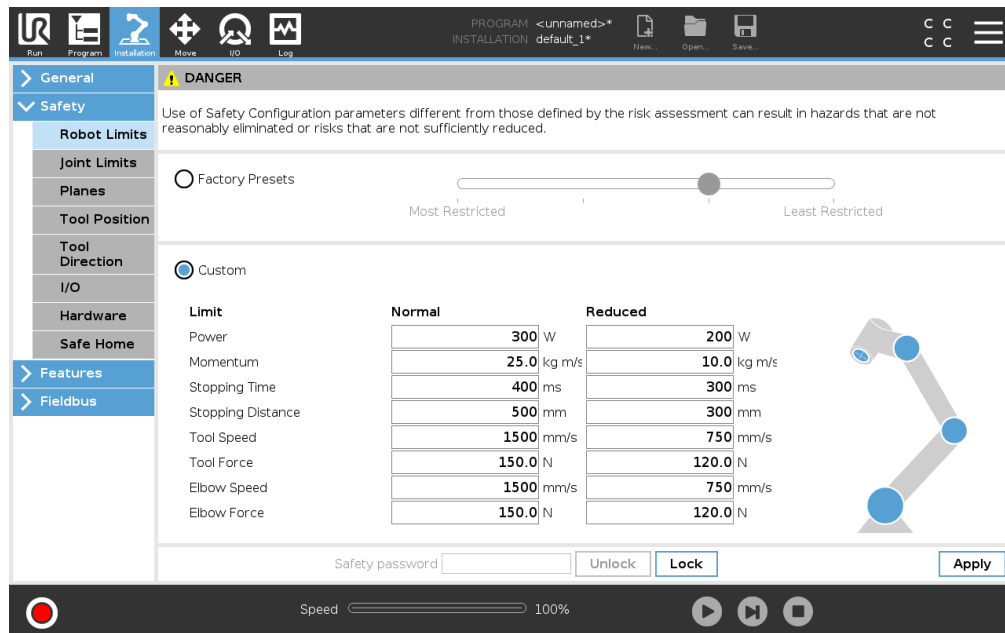 PROGRAM <unnamed>*
INSTALLATION default_1*
Run Program Installation Move I/O Log New... Open... Save...
C C
C C
General
Safety
Robot Limits
Joint Limits
Planes
Tool Position
Tool
Direction
I/O
Hardware
Safe Home
Features
Fieldbus
DANGER
Use of Safety Configuration parameters different from those defined by the risk assessment can result in hazards that are not
reasonably eliminated or risks that are not sufficiently reduced.
Factory Presets
Most Restricted Least Restricted
Custom
Limit Normal Reduced
Power 300 W 200 W
Momentum 25.0 kg m/s 10.0 kg m/s
Stopping Time 400 ms 300 ms
Stopping Distance 500 mm 300 mm
Tool Speed 1500 mm/s 750 mm/s
Tool Force 150.0 N 120.0 N
Elbow Speed 1500 mm/s 750 mm/s
Elbow Force 150.0 N 120.0 N
Safety password Unlock Lock Apply
Speed 100%